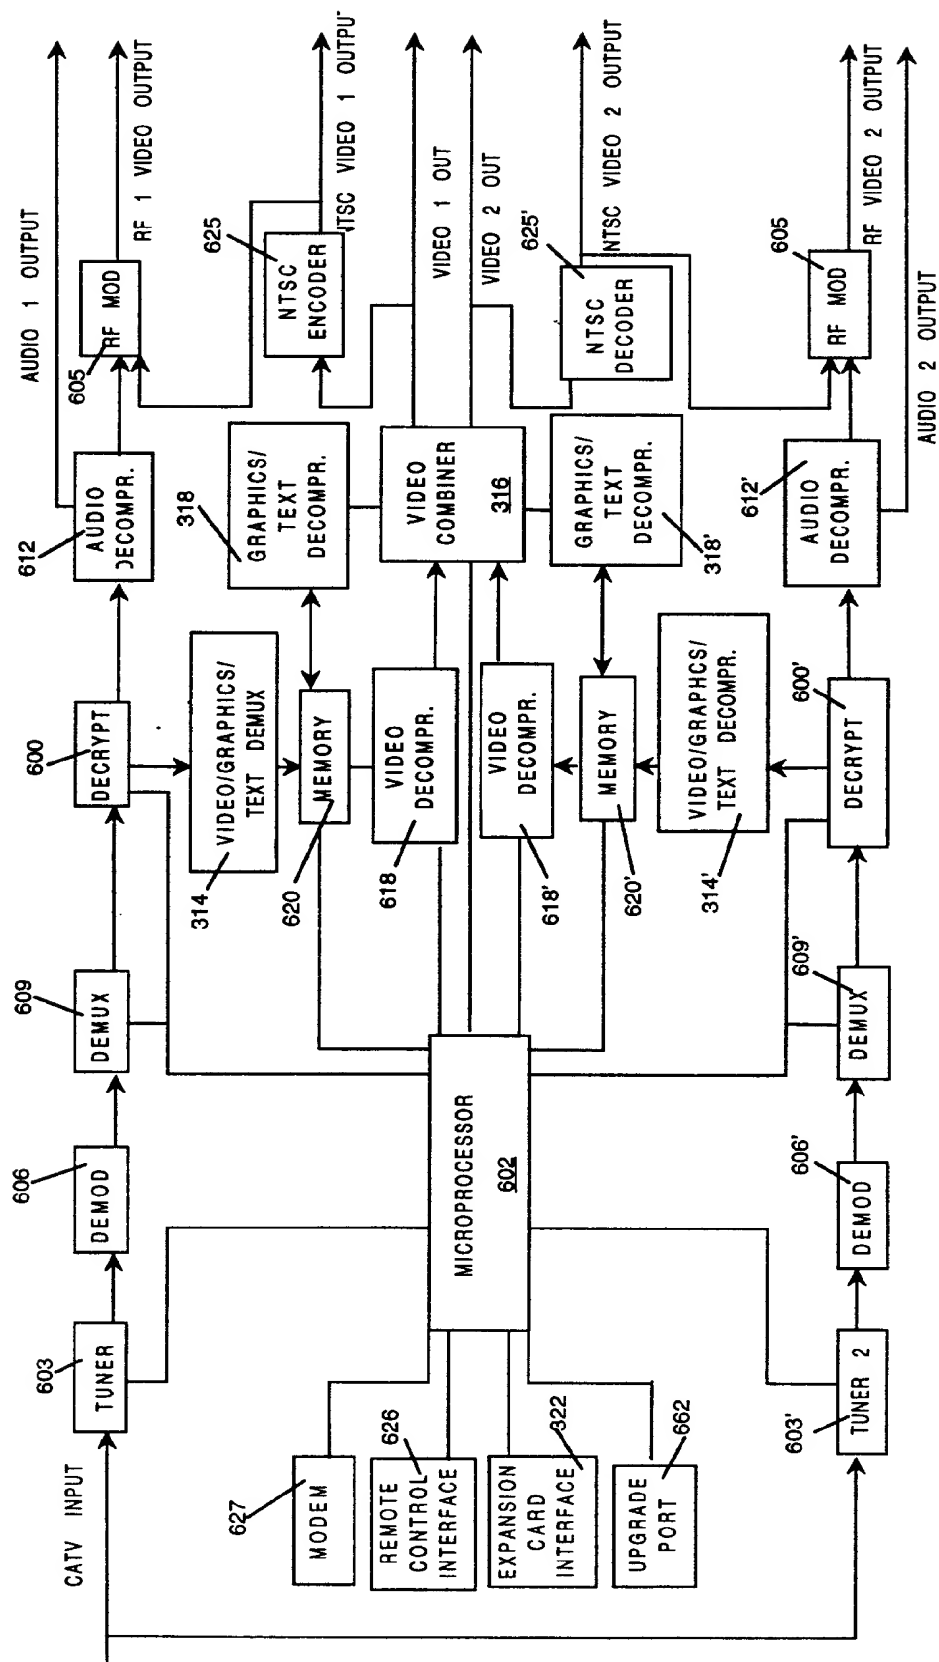 CATV INPUT
603
TUNER
606
DEMOD
609
DEMUX
600
DECRYPT
612
AUDIO
DECOMPR.
605
RF MOD
AUDIO 1 OUTPUT
RF 1 VIDEO OUTPUT
314
VIDEO/GRAPHICS/
TEXT DEMUX
318
GRAPHICS/
TEXT
DECOMPR.
625
NTSC
ENCODER
NTSC VIDEO 1 OUTPUT
620
MEMORY
618
VIDEO
DECOMPR.
VIDEO
COMBINER
316
VIDEO 1 OUT
VIDEO 2 OUT
627
MODEM
626
REMOTE
CONTROL
INTERFACE
322
EXPANSION
CARD
INTERFACE
662
UPGRADE
PORT
MICROPROCESSOR
602
618'
VIDEO
DECOMPR.
620'
MEMORY
318'
GRAPHICS/
TEXT
DECOMPR.
625'
NTSC
DECODER
NTSC VIDEO 2 OUTPUT
314'
VIDEO/GRAPHCS/
TEXT DECOMPR.
603'
TUNER 2
606'
DEMOD
609'
DEMUX
600'
DECRYPT
612'
AUDIO
DECOMPR.
605
RF MOD
RF VIDEO 2 OUTPUT
AUDIO 2 OUTPUT